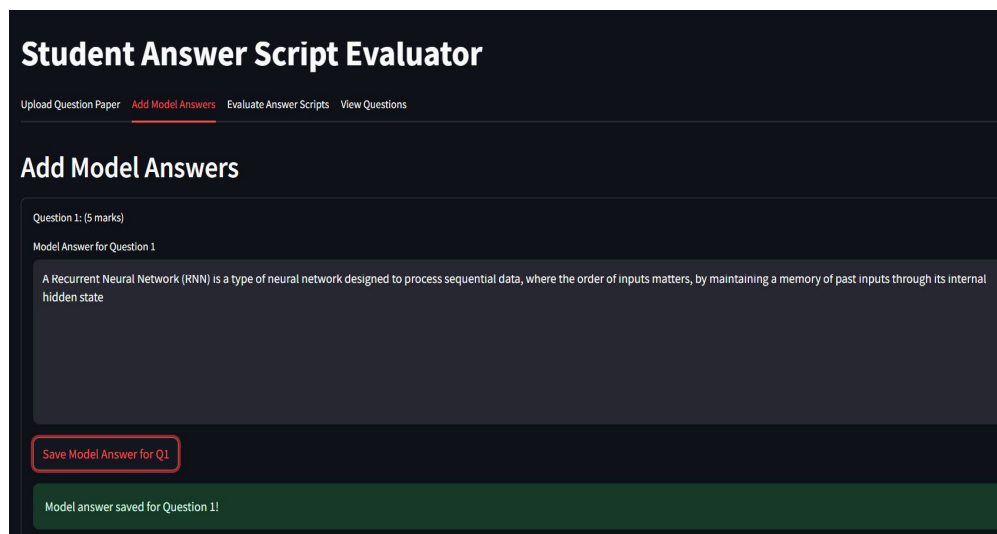 Student Answer Script Evaluator
Upload Question Paper Add Model Answers Evaluate Answer Scripts View Questions
Add Model Answers
Question 1: (5 marks)
Model Answer for Question 1
A Recurrent Neural Network (RNN) is a type of neural network designed to process sequential data, where the order of inputs matters, by maintaining a memory of past inputs through its internal
hidden state
Save Model Answer for Q1
Model answer saved for Question 1!